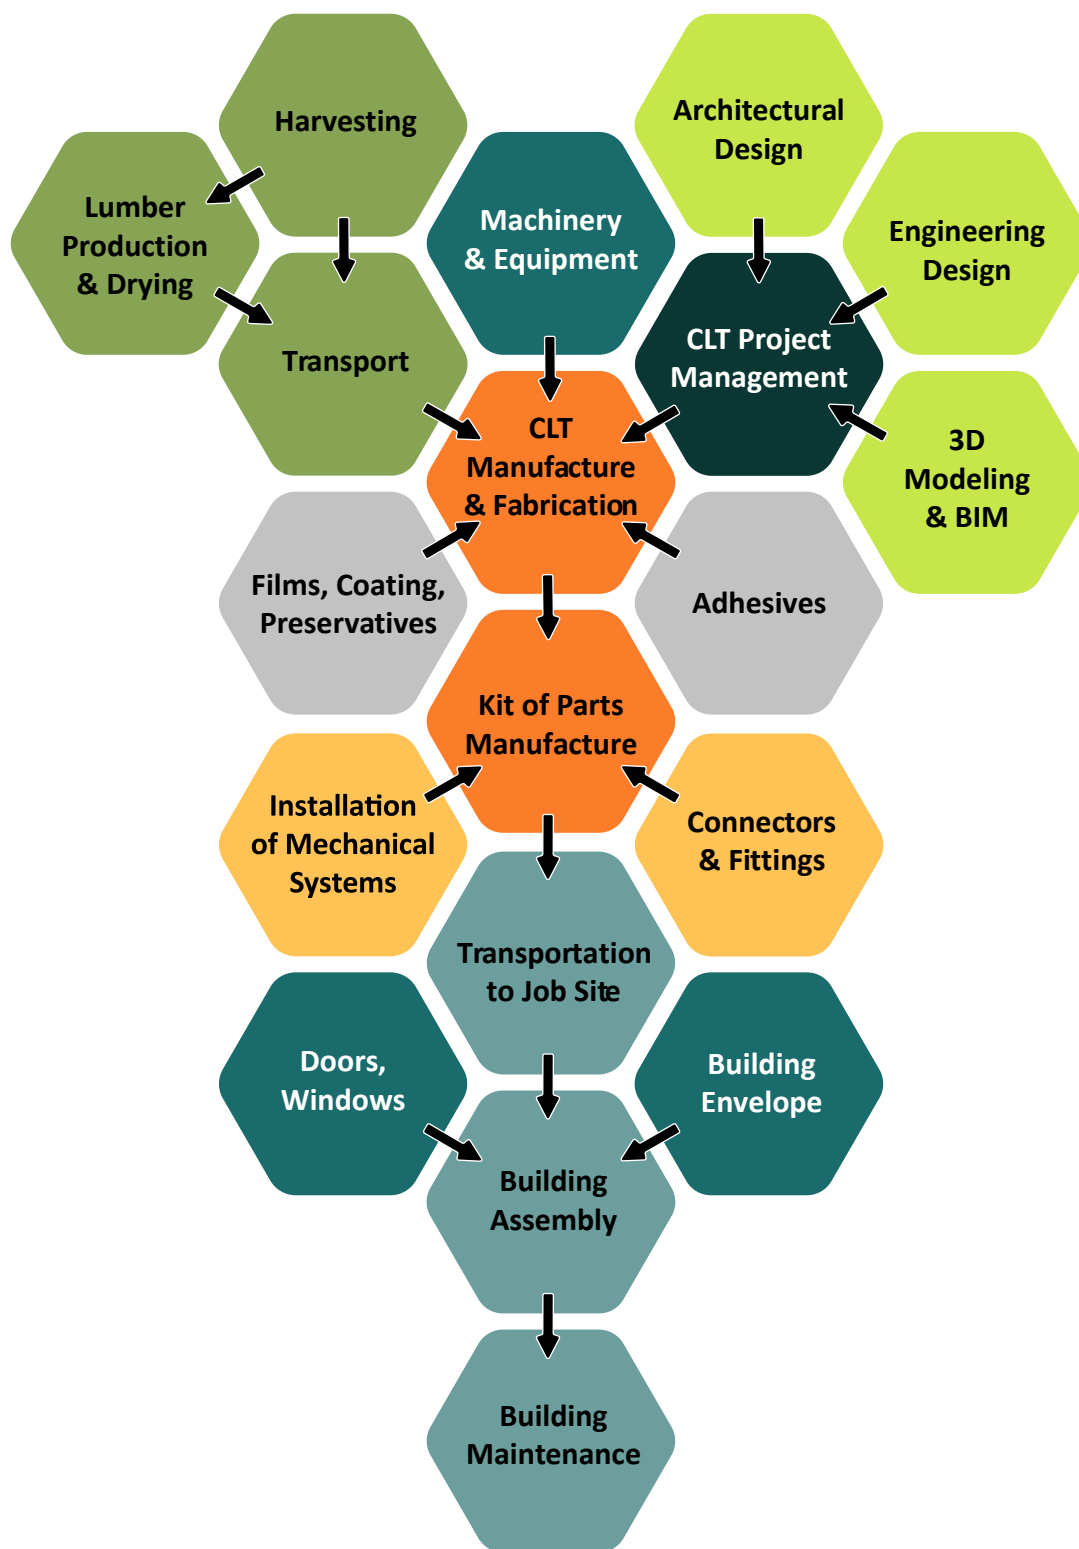 Harvesting
Architectural
Design
Lumber
Production
& Drying
Machinery
& Equipment
Engineering
Design
Transport
CLT Project
Management
CLT
Manufacture
& Fabrication
3D
Modeling
& BIM
Films, Coating,
Preservatives
Adhesives
Kit of Parts
Manufacture
Installation
of Mechanical
Systems
Connectors
& Fittings
Transportation
to Job Site
Doors,
Windows
Building
Envelope
Building
Assembly
Building
Maintenance